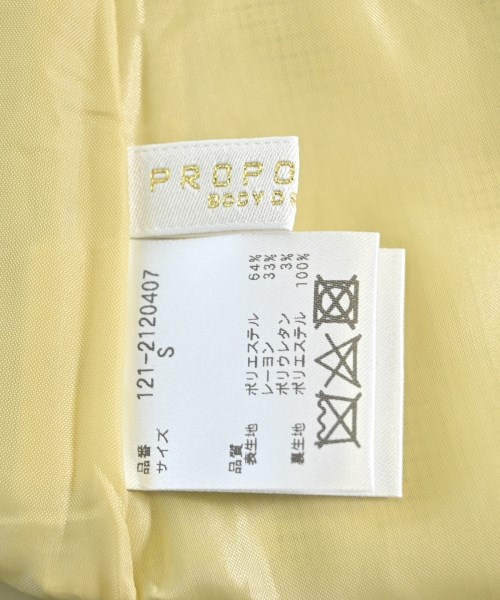 PROPO
BODY D
品番 121-2120407
サイズ S
品質
表生地 ポリエステル 64%
レーヨン 33%
ポリウレタン 3%
裏生地 ポリエステル 100%